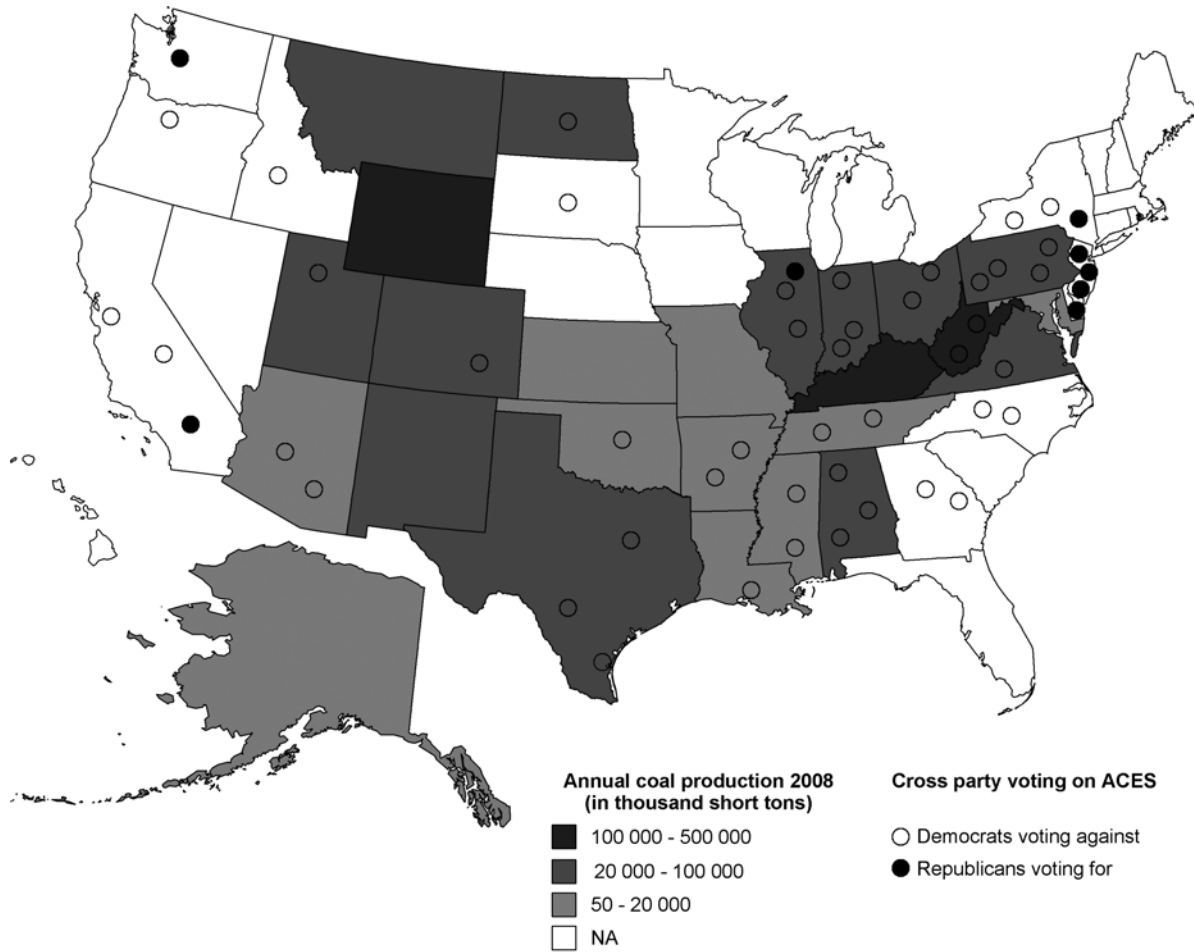 Annual coal production 2008
(in thousand short tons)
100 000 - 500 000
20 000 - 100 000
50 - 20 000
NA
Cross party voting on ACES
Democrats voting against
Republicans voting for